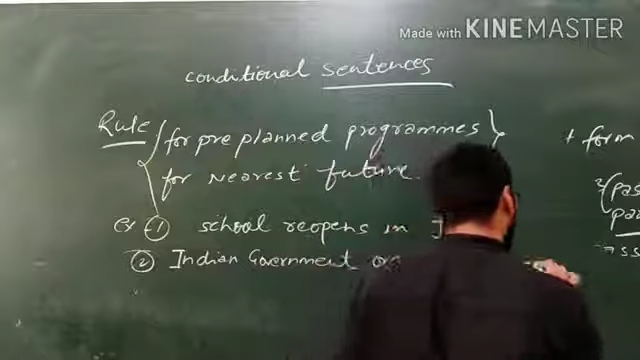 Made with KINEMASTER
conditional sentences
Rule for pre planned programmes
for nearest future.
ex ① school reopens in J
② Indian Government
+ form